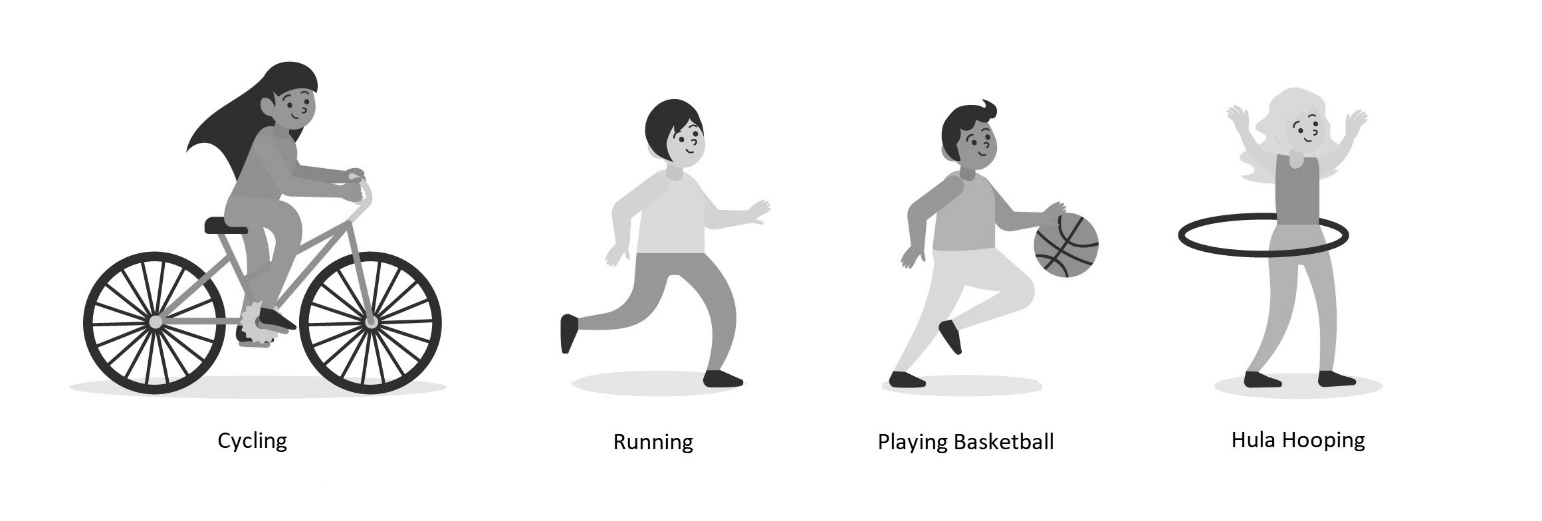 Cycling
Running
Playing Basketball
Hula Hooping